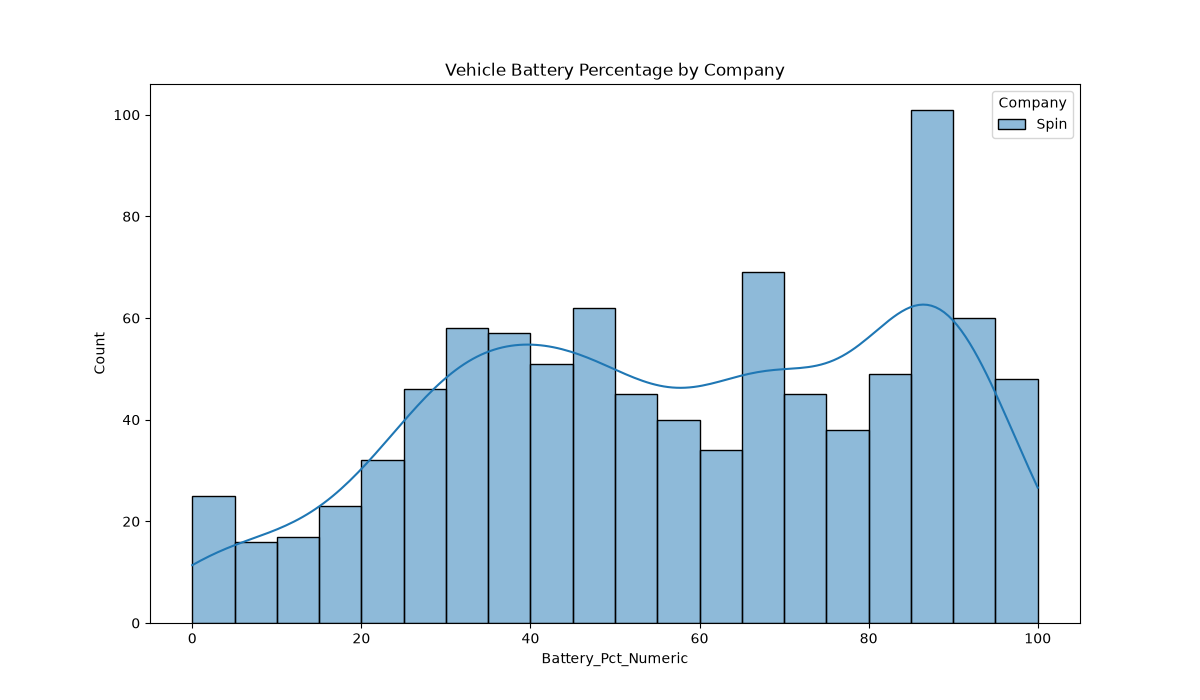 Vehicle Battery Percentage by Company
Company
Spin
100
80
60
40
20
0
Count
0 20 40 60 80 100
Battery_Pct_Numeric